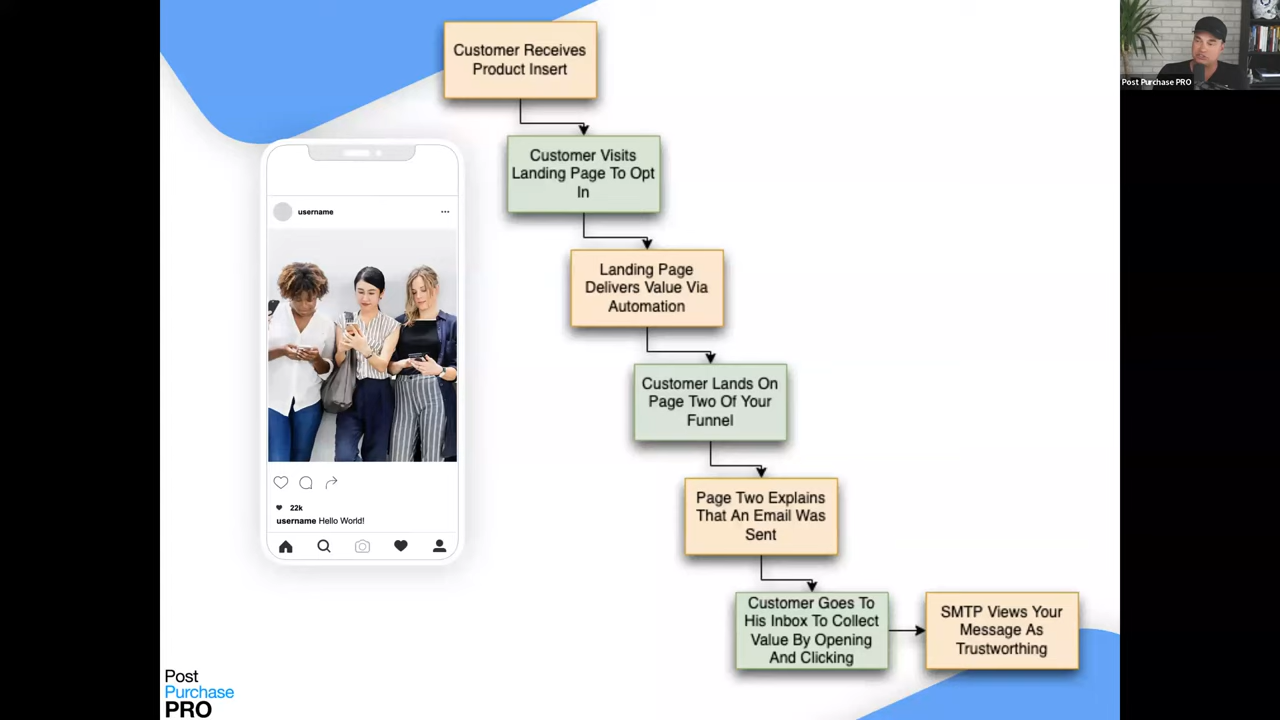 Customer Receives
Product Insert
Customer Visits
Landing Page To Opt
In
Landing Page
Delivers Value Via
Automation
Customer Lands On
Page Two Of Your
Funnel
Page Two Explains
That An Email Was
Sent
Customer Goes To
His Inbox To Collect
Value By Opening
And Clicking
SMTP Views Your
Message As
Trustworthing
username
22k
username Hello World!
Post
Purchase
PRO
Post Purchase PRO